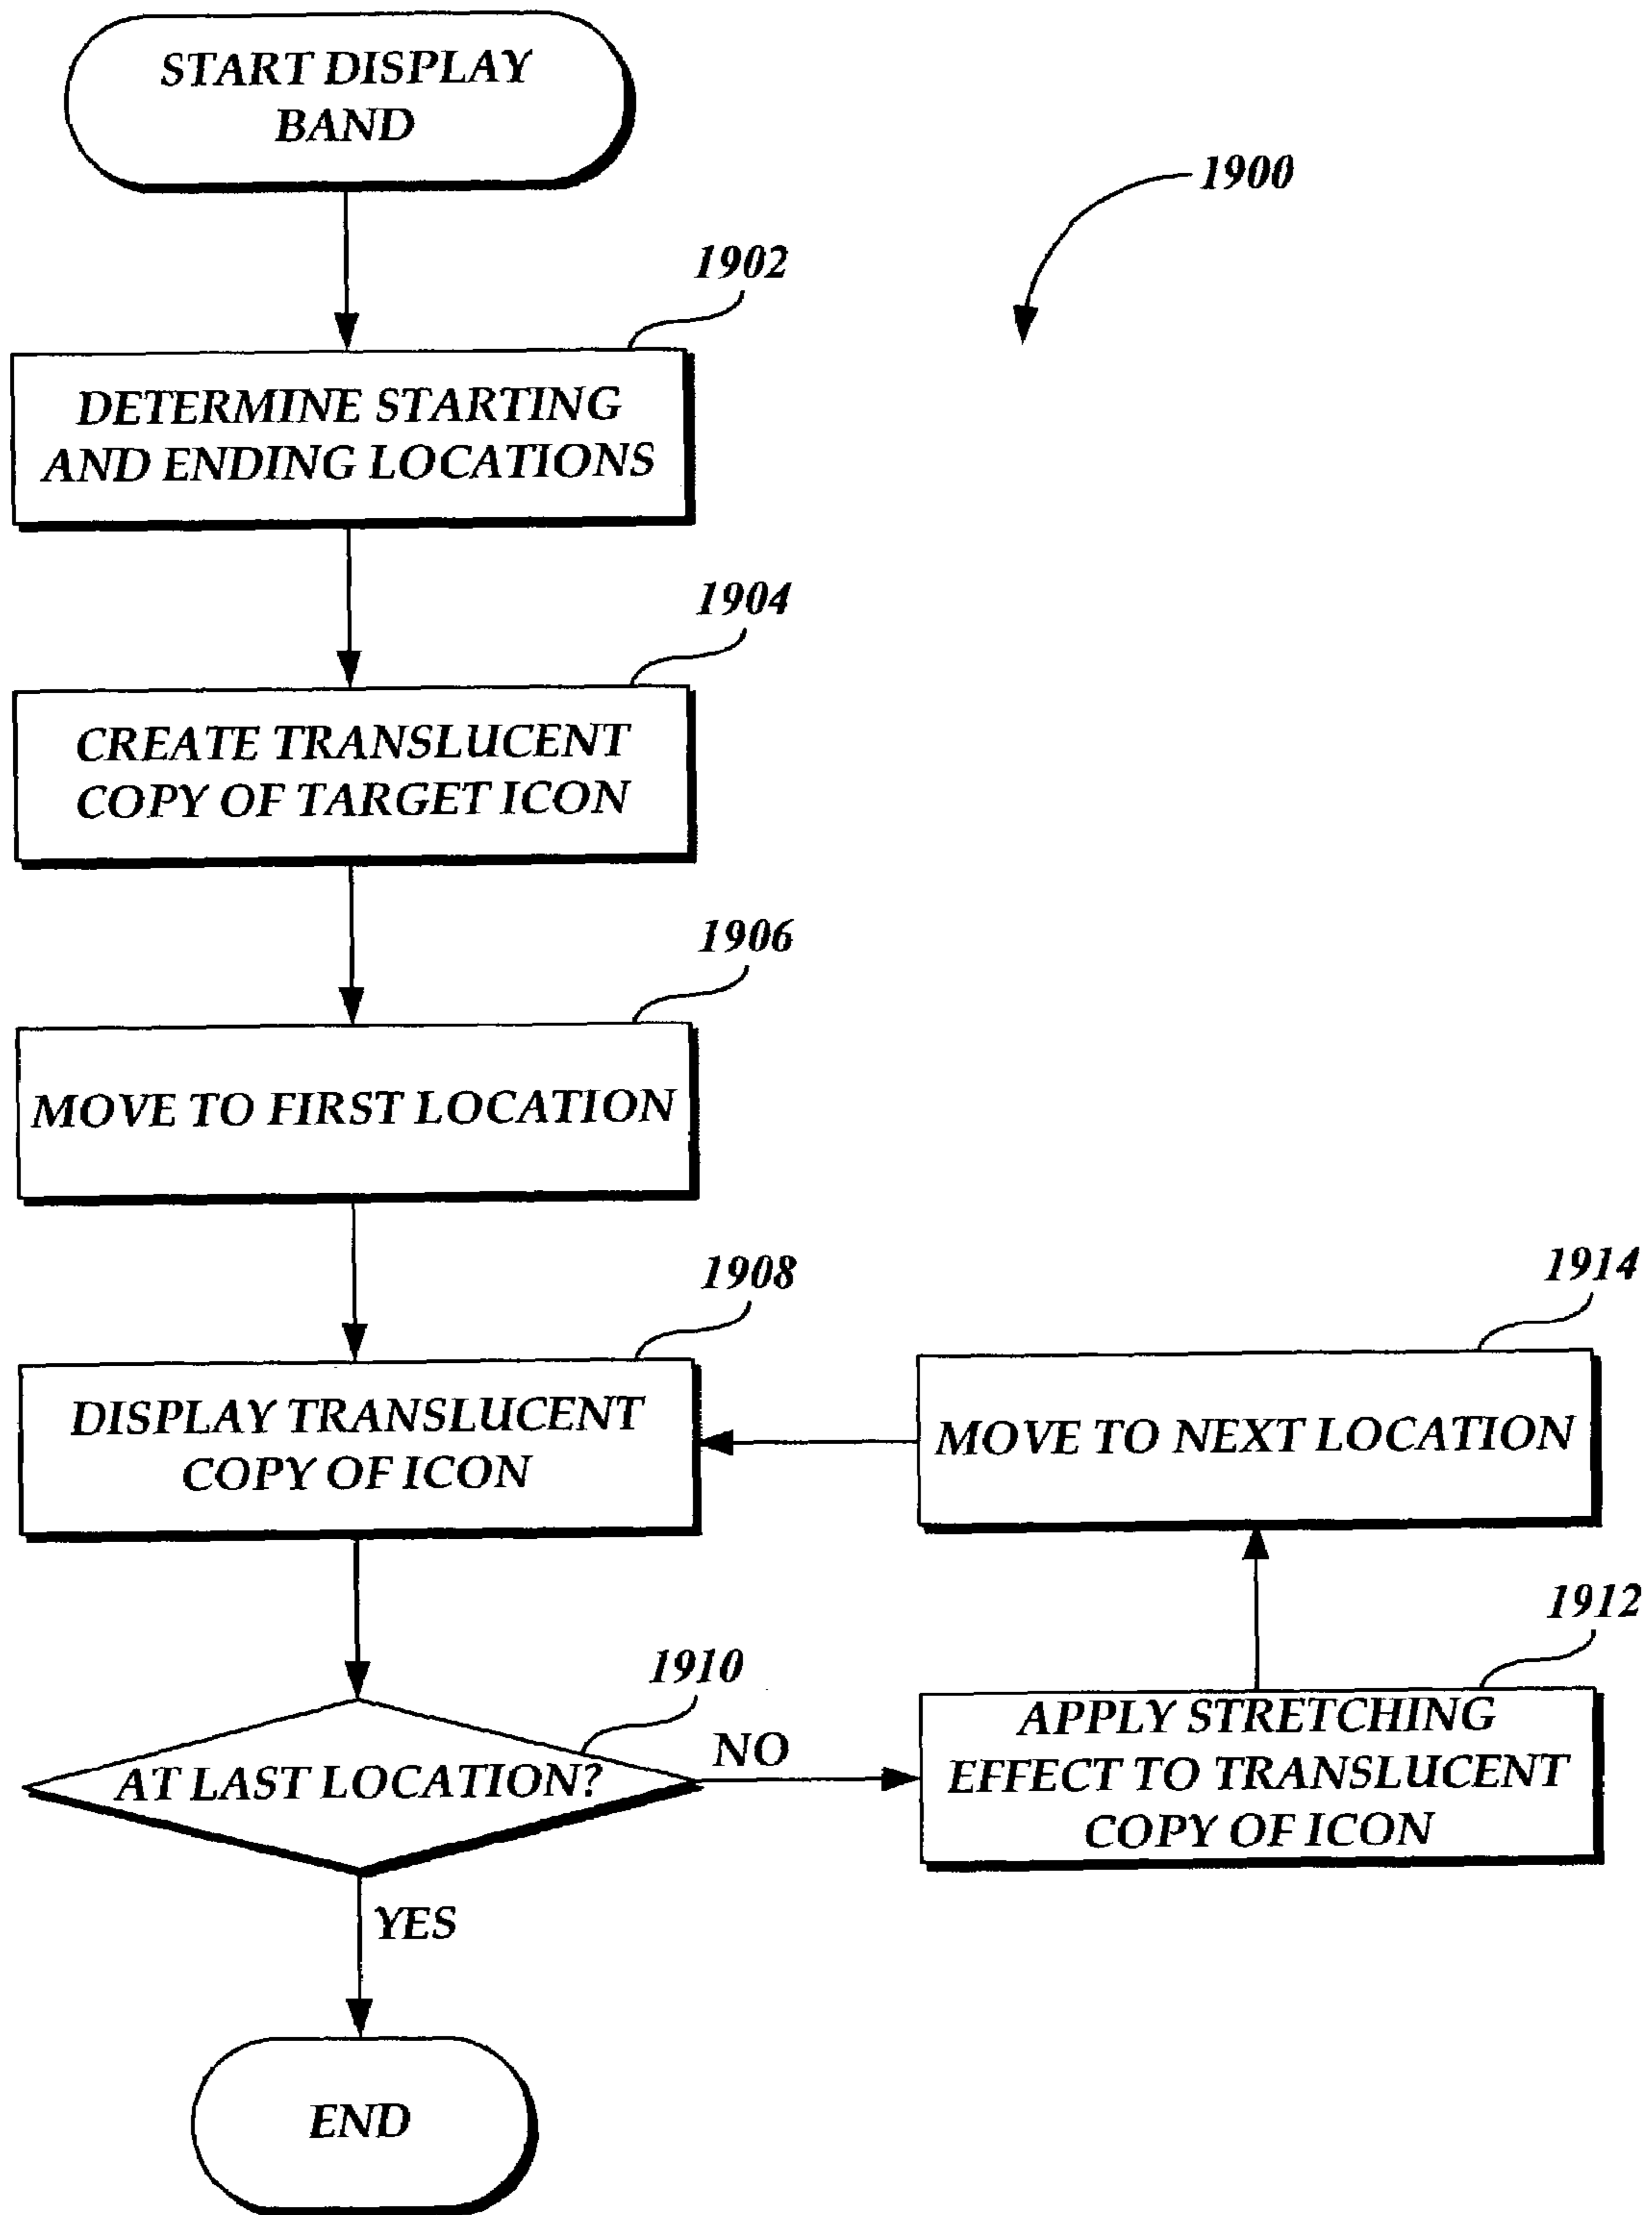 START DISPLAY
BAND
1900
1902
DETERMINE STARTING
AND ENDING LOCATIONS
1904
CREATE TRANSLUCENT
COPY OF TARGET ICON
1906
MOVE TO FIRST LOCATION
1908
DISPLAY TRANSLUCENT
COPY OF ICON
1914
MOVE TO NEXT LOCATION
1910
AT LAST LOCATION?
NO
1912
APPLY STRETCHING
EFFECT TO TRANSLUCENT
COPY OF ICON
YES
END